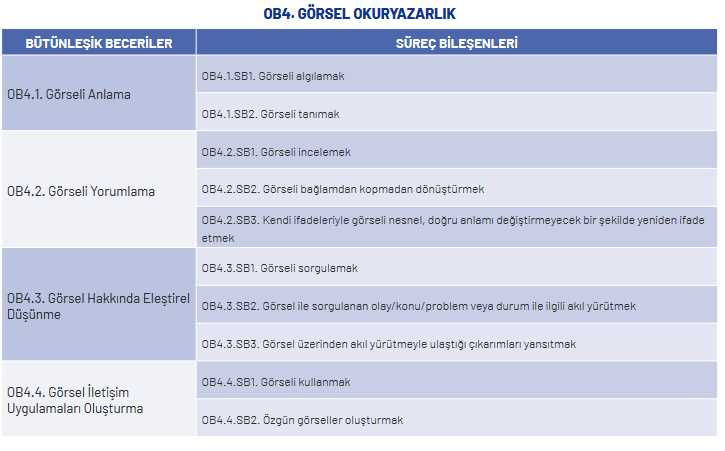 OB4. GÖRSEL OKURYAZARLIK
BÜTÜNLEŞİK BECERİLER
SÜREÇ BİLEŞENLERİ
OB4.1. Görseli Anlama
OB4.1.SB1. Görseli algılamak
OB4.1.SB2. Görseli tanımak
OB4.2. Görseli Yorumlama
OB4.2.SB1. Görseli incelemek
OB4.2.SB2. Görseli bağlamdan kopmadan dönüştürmek
OB4.2.SB3. Kendi ifadeleriyle görseli nesnel, doğru anlamı değiştirmeyecek bir şekilde yeniden ifade
etmek
OB4.3. Görsel Hakkında Eleştirel
Düşünme
OB4.3.SB1. Görseli sorgulamak
OB4.3.SB2. Görsel ile sorgulanan olay/konu/problem veya durum ile ilgili akıl yürütmek
OB4.3.SB3. Görsel üzerinden akıl yürütmeyle ulaştığı çıkarımları yansıtmak
OB4.4. Görsel İletişim
Uygulamaları Oluşturma
OB4.4.SB1. Görseli kullanmak
OB4.4.SB2. Özgün görseller oluşturmak